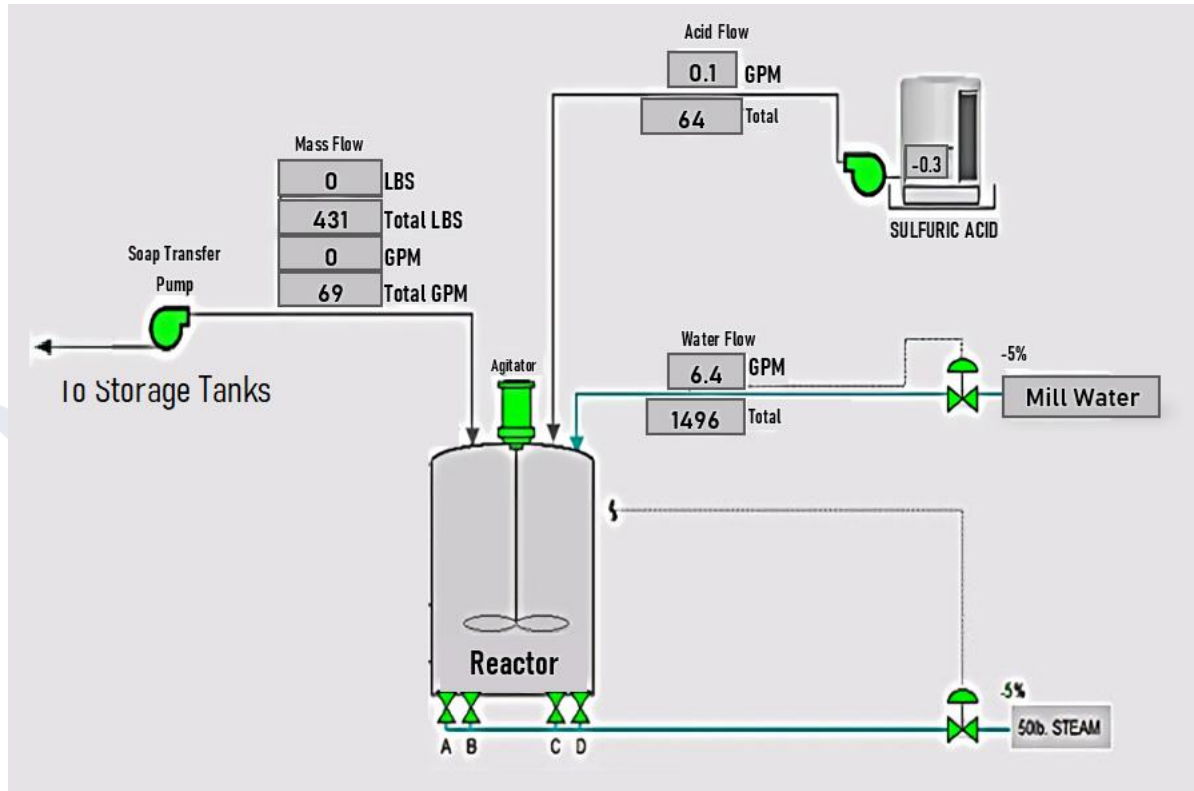 Acid Flow
0.1 GPM
64 Total
-0.3
SULFURIC ACID
Mass Flow
0 LBS
431 Total LBS
0 GPM
69 Total GPM
Soap Transfer
Pump
To Storage Tanks
Water Flow
6.4 GPM
1496 Total
-5%
Mill Water
Agitator
Reactor
A B C D
-5%
50lb. STEAM